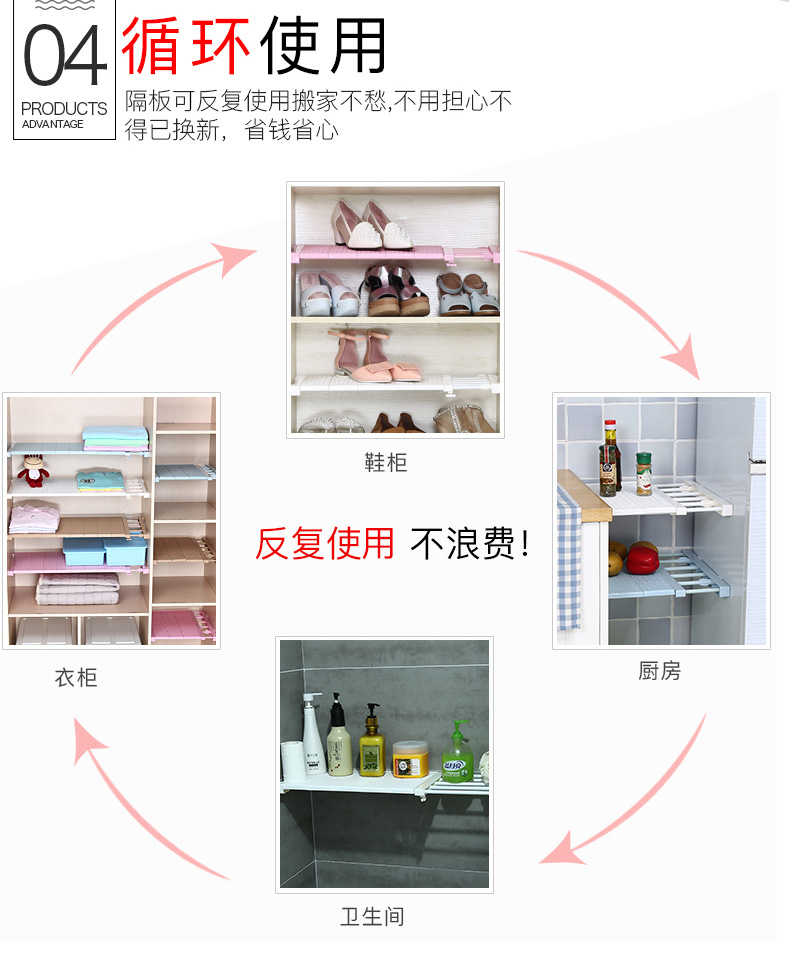 04
PRODUCTS
ADVANTAGE
循环使用
隔板可反复使用搬家不愁,不用担心不
得已换新，省钱省心
鞋柜
反复使用 不浪费!
衣柜
厨房
卫生间